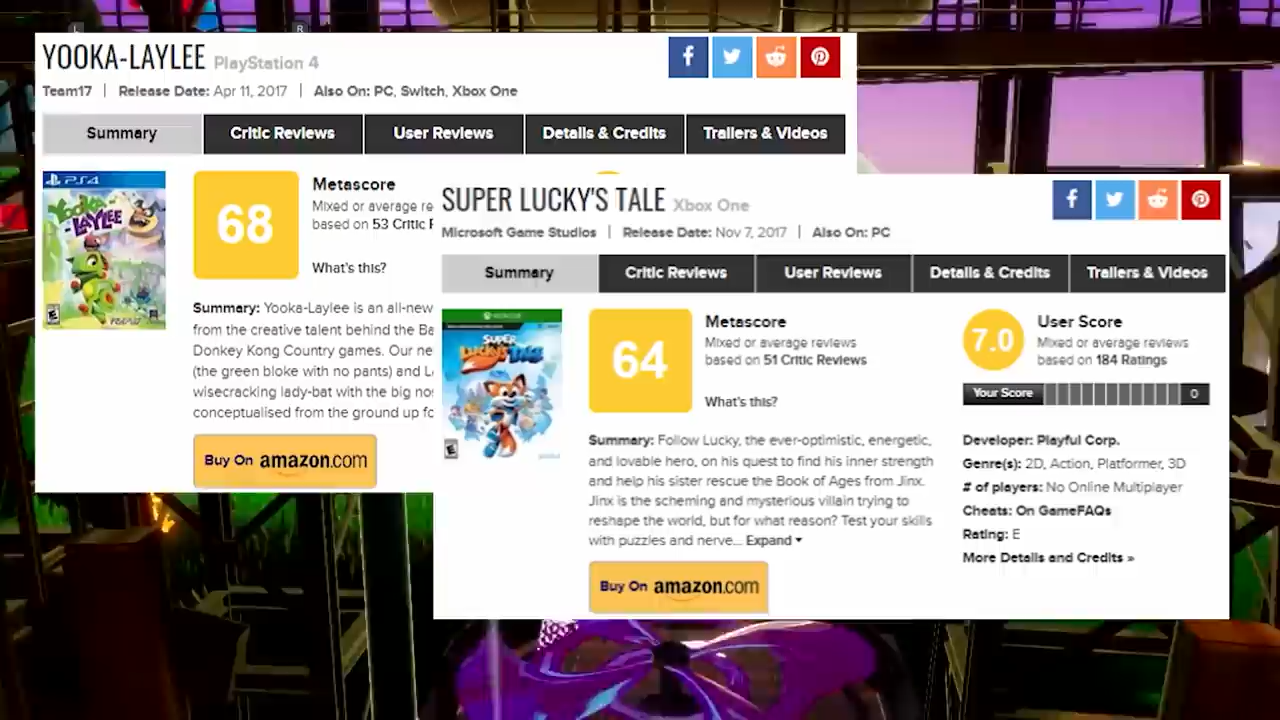 L
R
YOOKA-LAYLEE PlayStation 4
Team17 | Release Date: Apr 11, 2017 | Also On: PC, Switch, Xbox One
Summary
Critic Reviews
User Reviews
Details & Credits
Trailers & Videos
PS4
YOOKA-LAYLEE
E
68
Metascore
Mixed or average re
based on 53 Critic R
What's this?
Summary: Yooka-Laylee is an all-new
from the creative talent behind the Ba
Donkey Kong Country games. Our ne
(the green bloke with no pants) and L
wisecracking lady-bat with the big nos
conceptualised from the ground up fo
Buy On amazon.com
SUPER LUCKY'S TALE Xbox One
Microsoft Game Studios | Release Date: Nov 7, 2017 | Also On: PC
Summary
Critic Reviews
User Reviews
Details & Credits
Trailers & Videos
SUPER
LUCKY'S TALE
E
64
Metascore
Mixed or average reviews
based on 51 Critic Reviews
What's this?
Summary: Follow Lucky, the ever-optimistic, energetic,
and lovable hero, on his quest to find his inner strength
and help his sister rescue the Book of Ages from Jinx.
Jinx is the scheming and mysterious villain trying to
reshape the world, but for what reason? Test your skills
with puzzles and nerve... Expand
Buy On amazon.com
7.0
User Score
Mixed or average reviews
based on 184 Ratings
Your Score
0
Developer: Playful Corp.
Genre(s): 2D, Action, Platformer, 3D
# of players: No Online Multiplayer
Cheats: On GameFAQs
Rating: E
More Details and Credits »